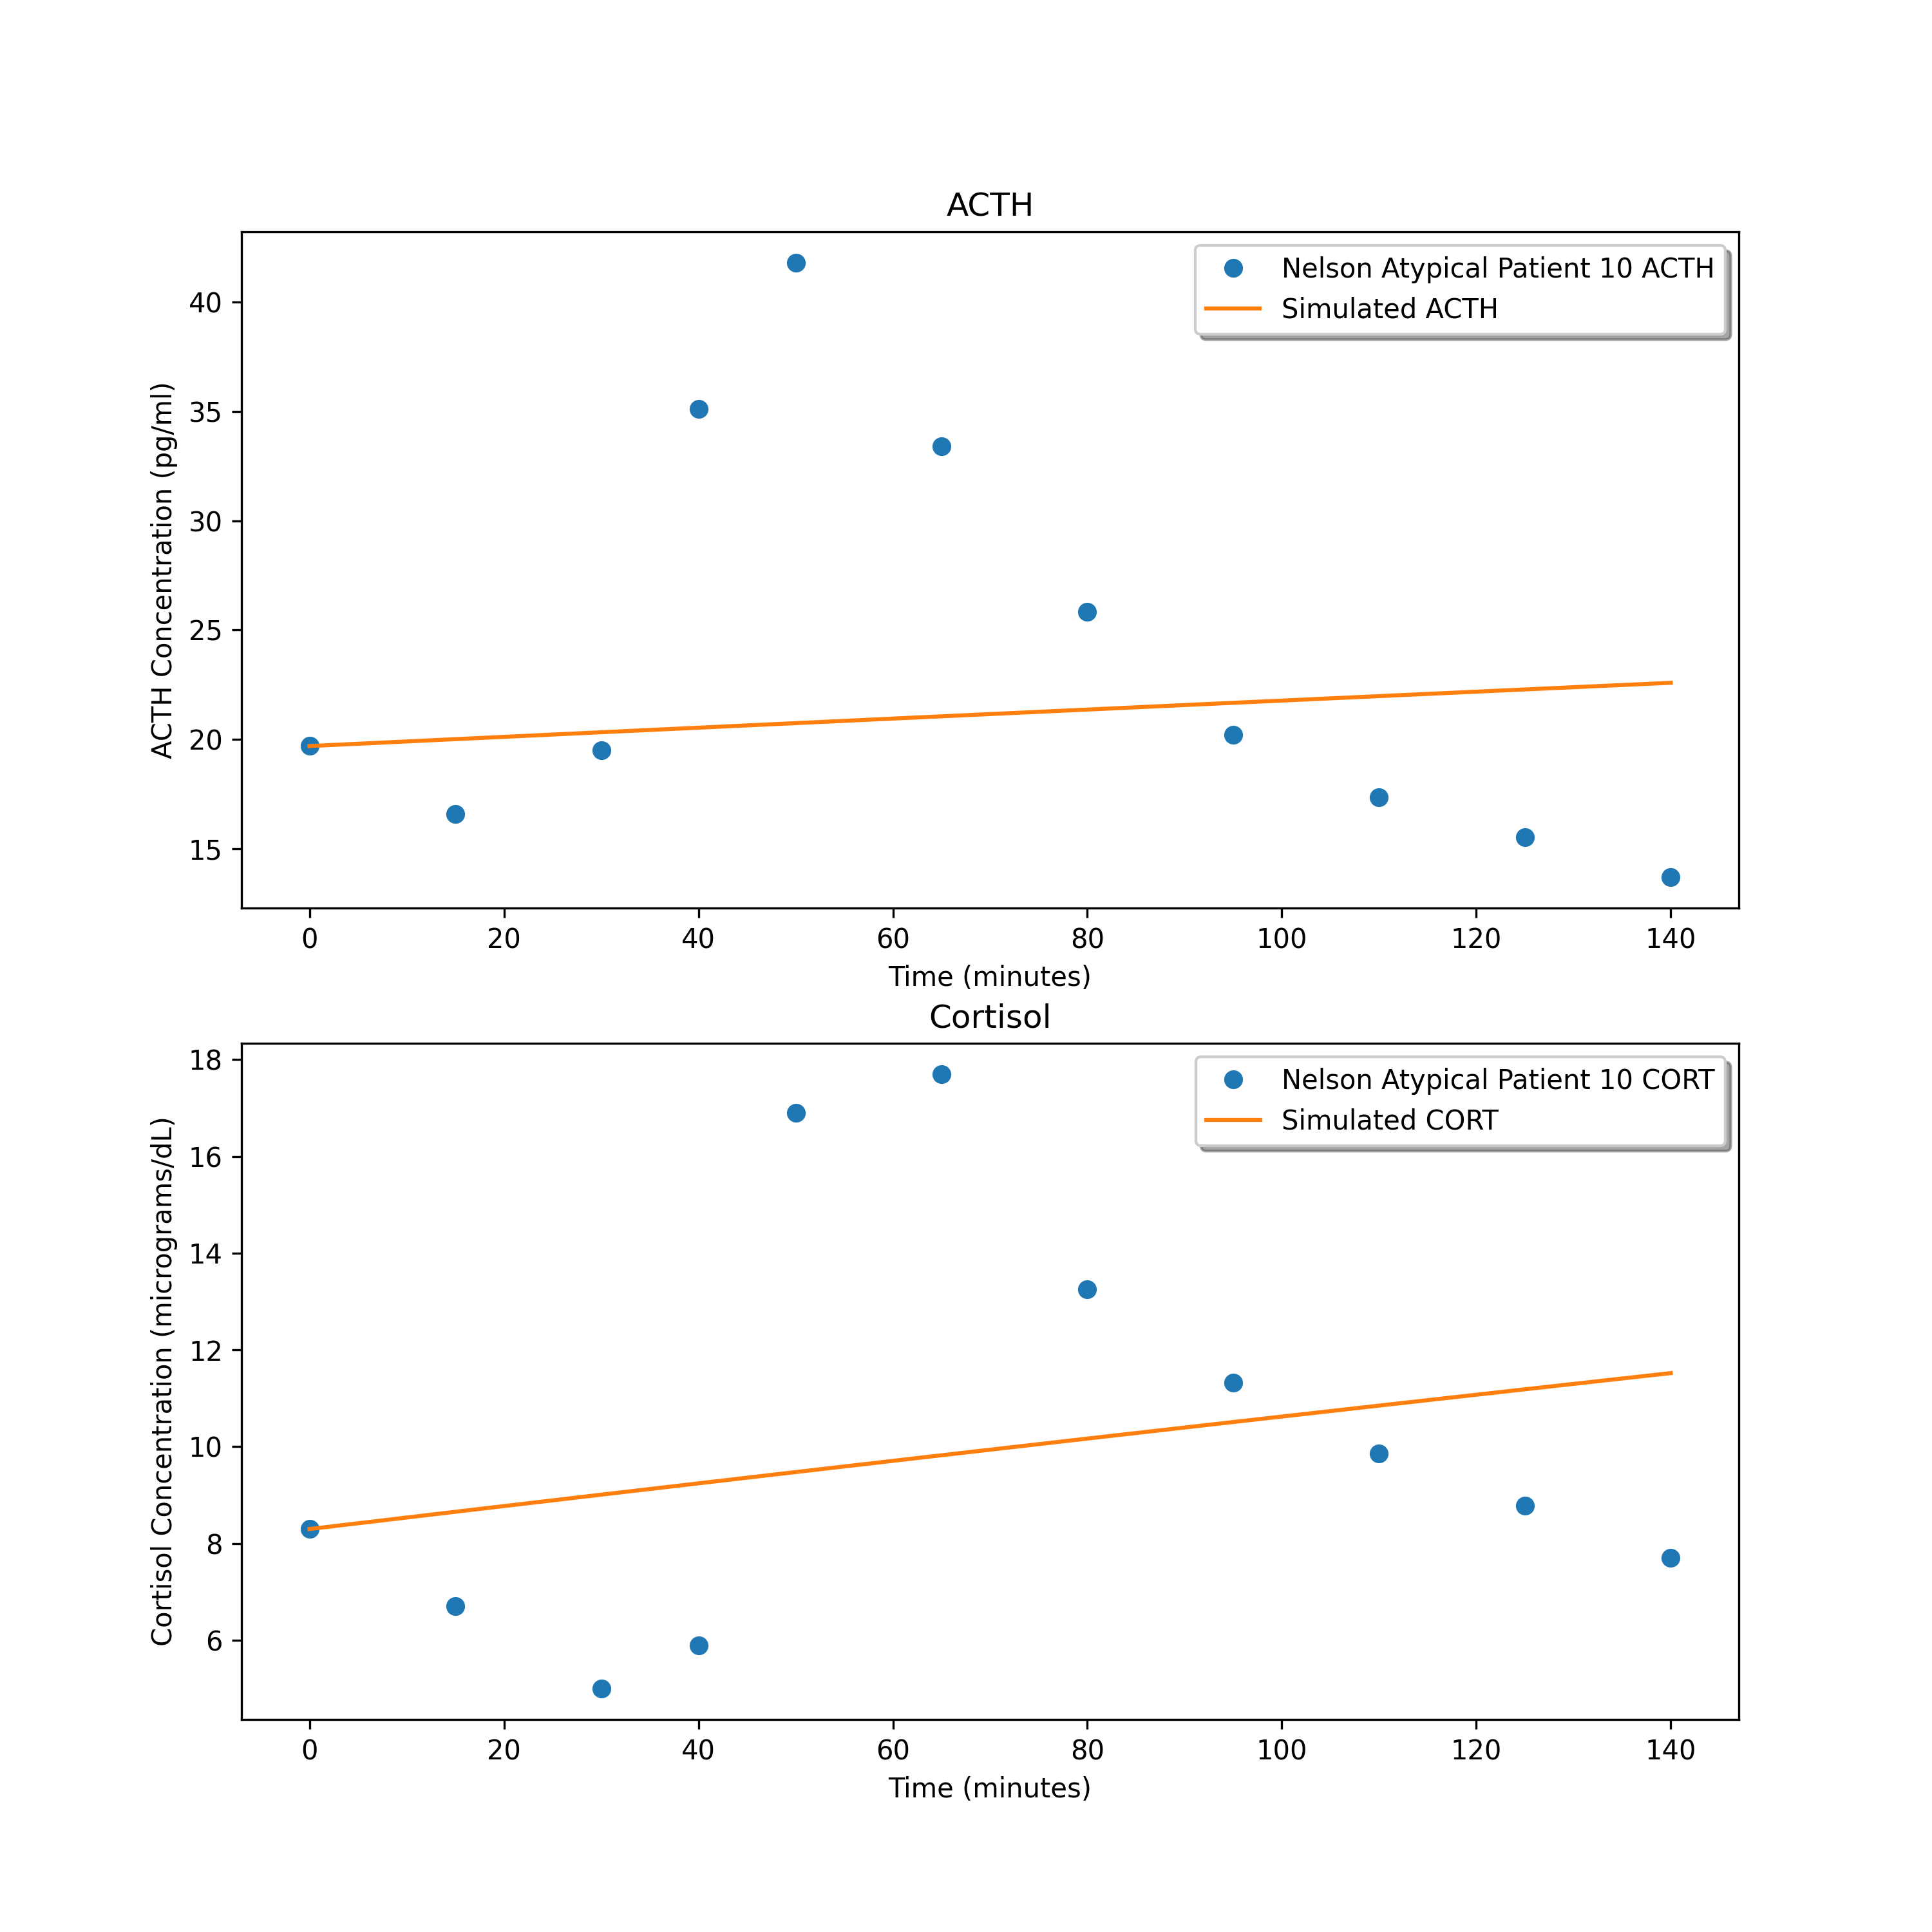 ACTH
Nelson Atypical Patient 10 ACTH
Simulated ACTH
ACTH Concentration (pg/ml)
40
35
30
25
20
15
0 20 40 60 80 100 120 140
Time (minutes)
Cortisol
Nelson Atypical Patient 10 CORT
Simulated CORT
Cortisol Concentration (micrograms/dL)
18
16
14
12
10
8
6
0 20 40 60 80 100 120 140
Time (minutes)